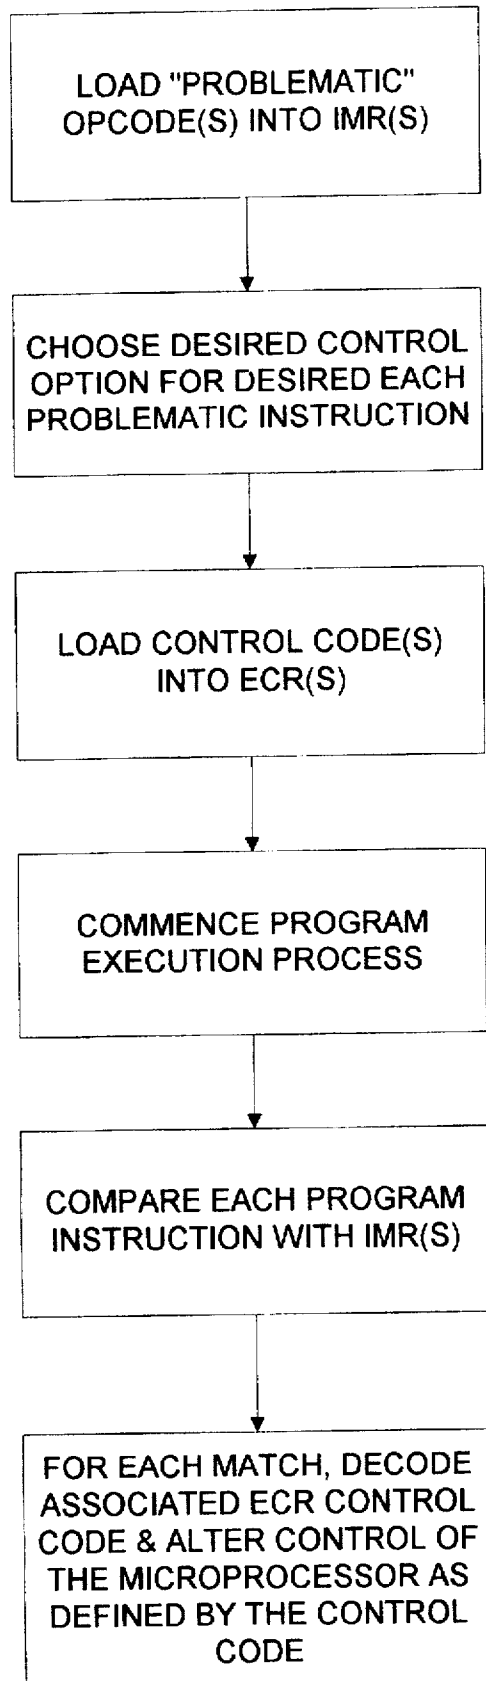 LOAD "PROBLEMATIC"
OPCODE(S) INTO IMR(S)
CHOOSE DESIRED CONTROL
OPTION FOR DESIRED EACH
PROBLEMATIC INSTRUCTION
LOAD CONTROL CODE(S)
INTO ECR(S)
COMMENCE PROGRAM
EXECUTION PROCESS
COMPARE EACH PROGRAM
INSTRUCTION WITH IMR(S)
FOR EACH MATCH, DECODE
ASSOCIATED ECR CONTROL
CODE & ALTER CONTROL OF
THE MICROPROCESSOR AS
DEFINED BY THE CONTROL
CODE